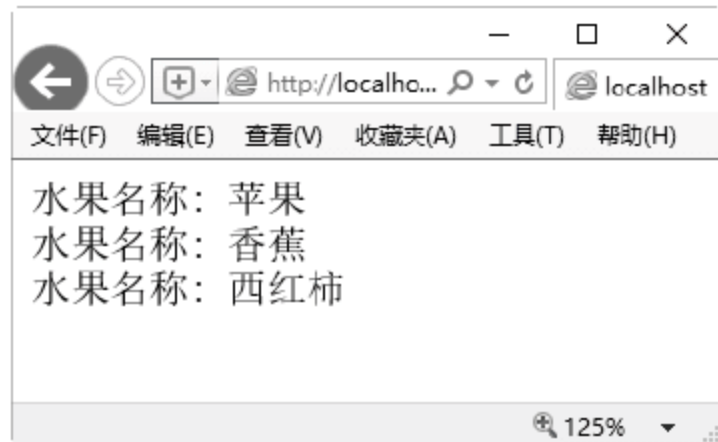 http://localho...
localhost
文件(F) 编辑(E) 查看(V) 收藏夹(A) 工具(T) 帮助(H)
水果名称：苹果
水果名称：香蕉
水果名称：西红柿
125%